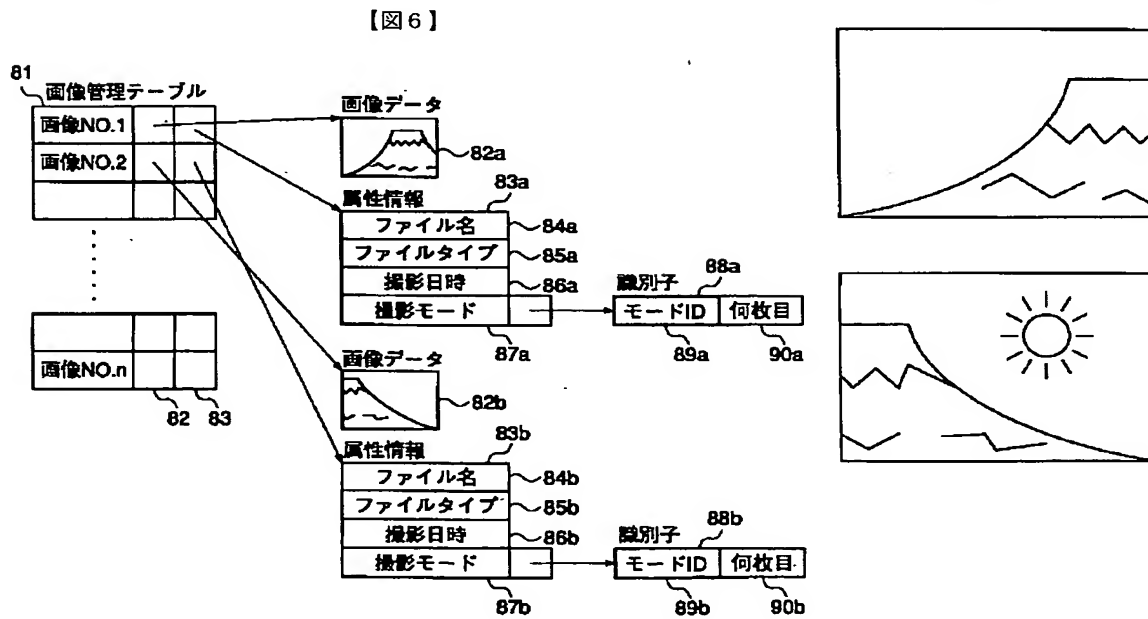 【図6】
81
画像管理テーブル
画像NO.1
画像NO.2
画像NO.n
82
83
画像データ
82a
83a
属性情報
ファイル名
84a
ファイルタイプ
85a
撮影日時
86a
撮影モード
87a
識別子
88a
モードID
何枚目
89a
90a
画像データ
82b
83b
属性情報
ファイル名
84b
ファイルタイプ
85b
撮影日時
86b
撮影モード
87b
識別子
88b
モードID
何枚目
89b
90b